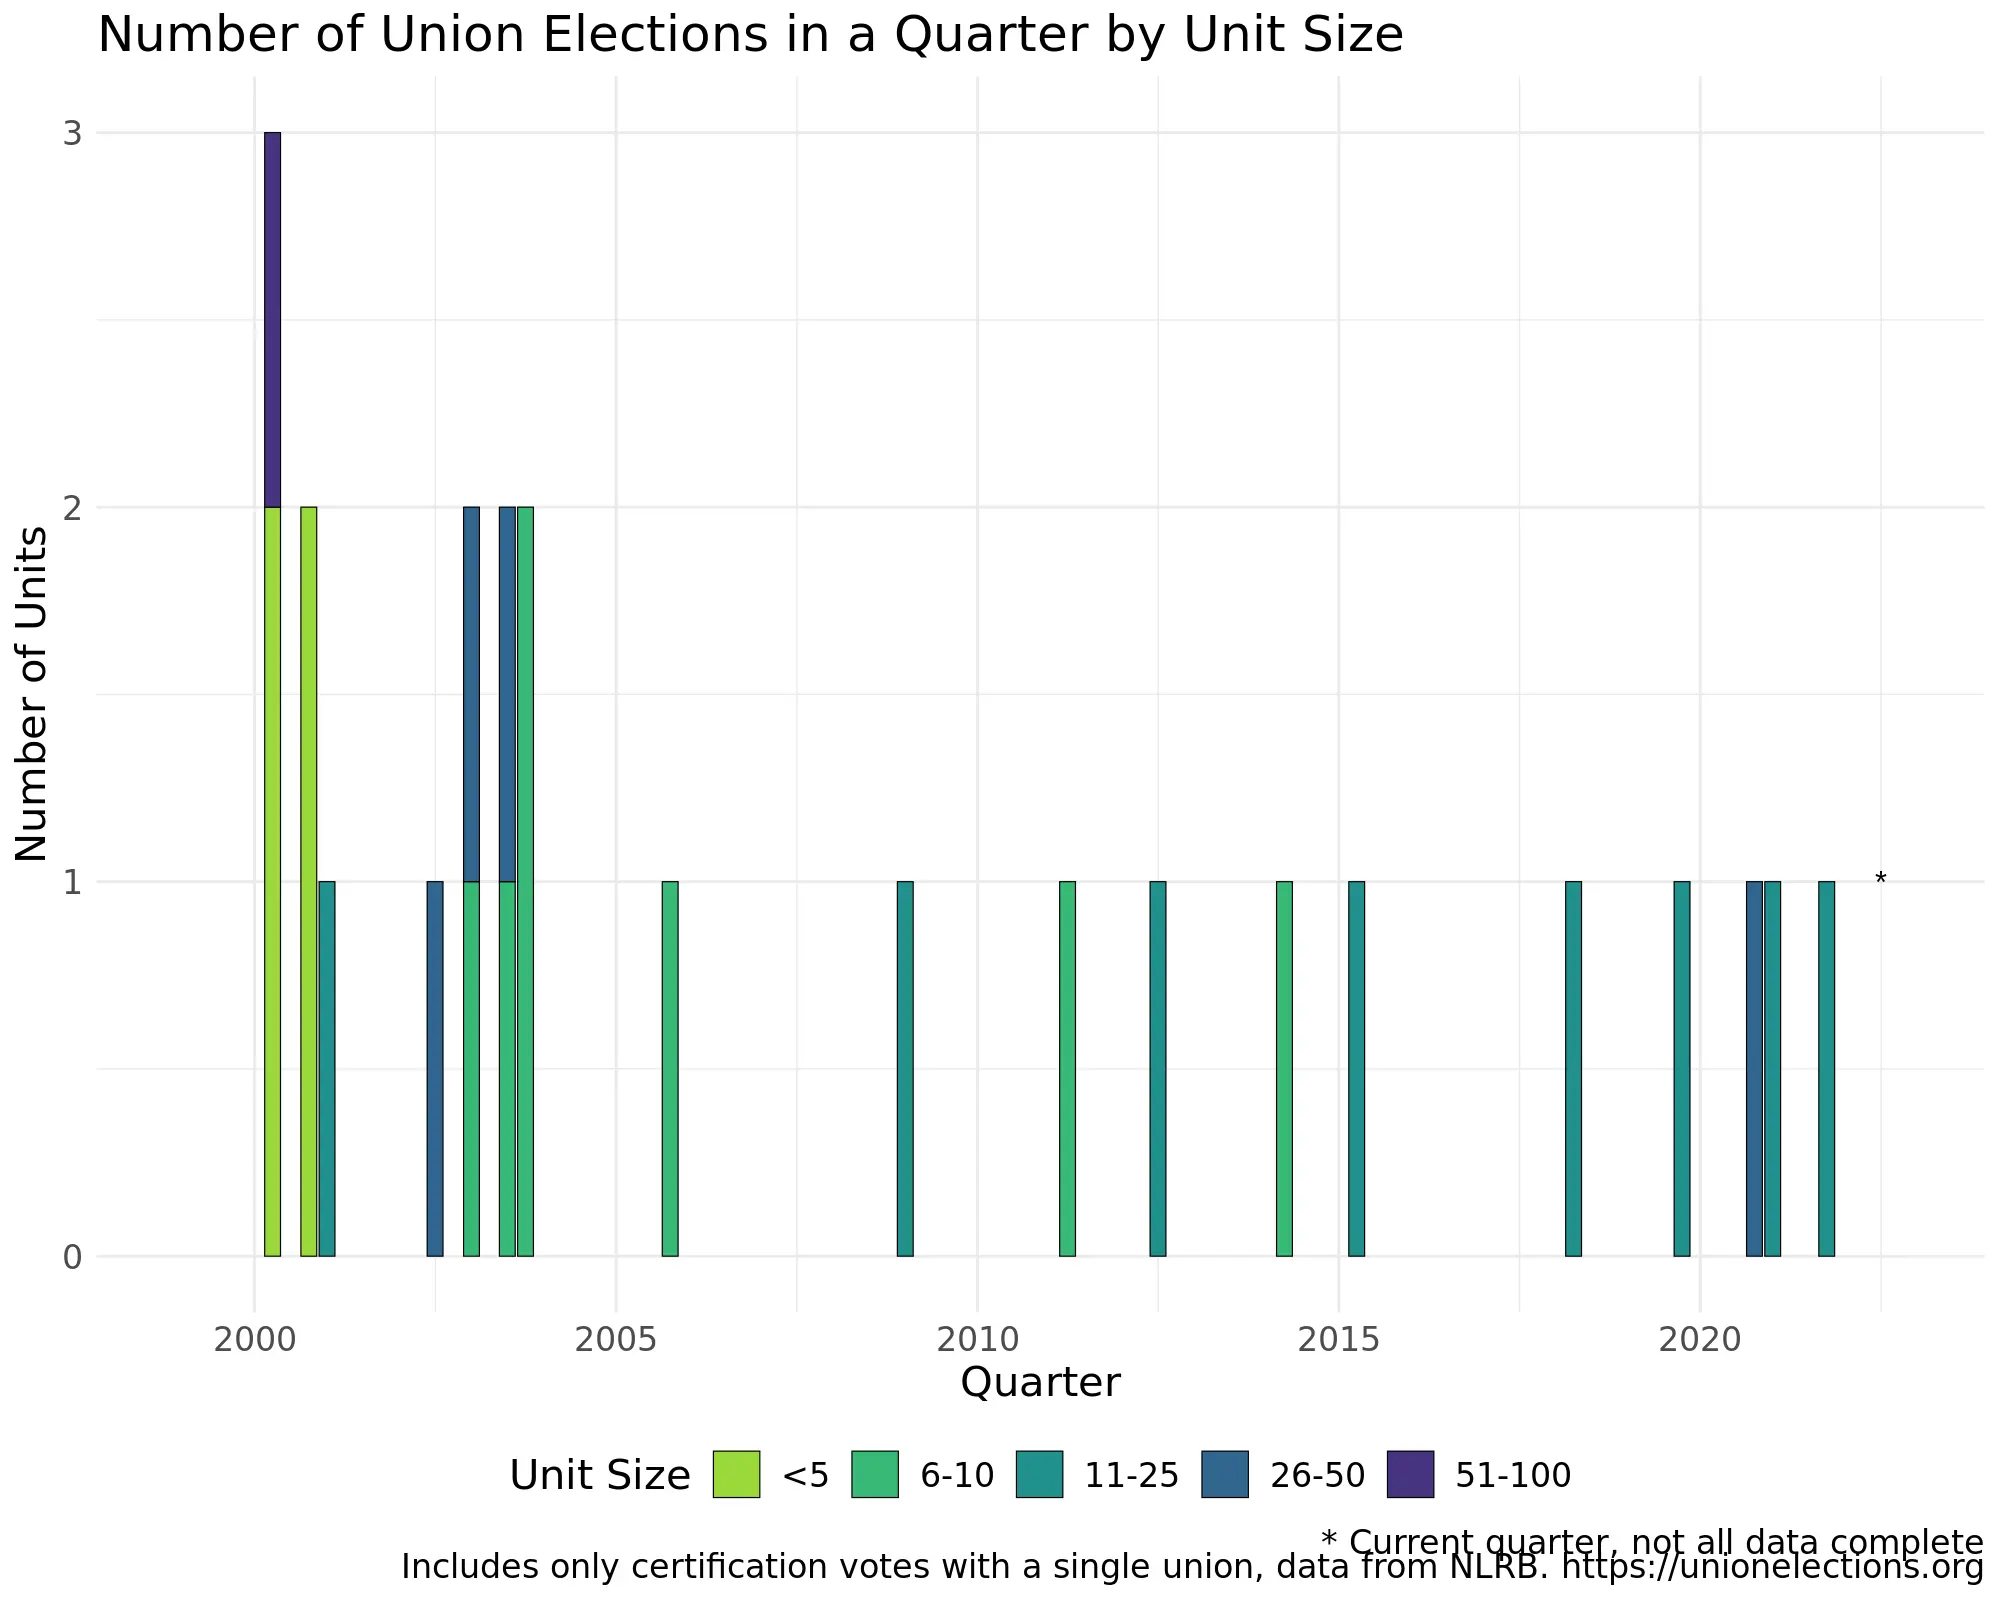 Number of Union Elections in a Quarter by Unit Size
Number of Units
3
2
1
0
*
2000 2005 2010 2015 2020
Quarter
Unit Size <5 6-10 11-25 26-50 51-100
* Current quarter, not all data complete
Includes only certification votes with a single union, data from NLRB. https://unionelections.org